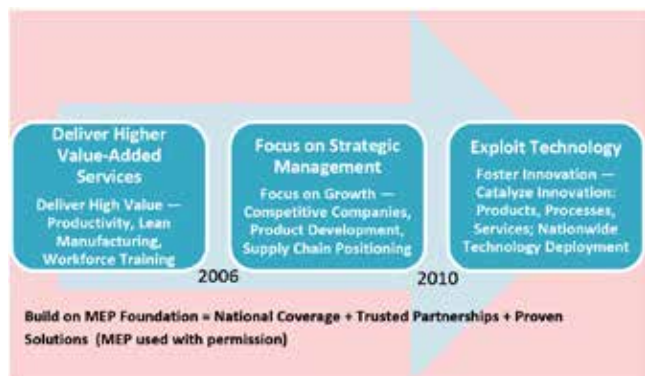 Deliver Higher
Value-Added
Services
Deliver High Value —
Productivity, Lean
Manufacturing,
Workforce Training
Focus on Strategic
Management
Focus on Growth —
Competitive Companies,
Product Development,
Supply Chain Positioning
Exploit Technology
Foster Innovation —
Catalyze Innovation:
Products, Processes,
Services; Nationwide
Technology Deployment
2006
2010
Build on MEP Foundation = National Coverage + Trusted Partnerships + Proven
Solutions (MEP used with permission)